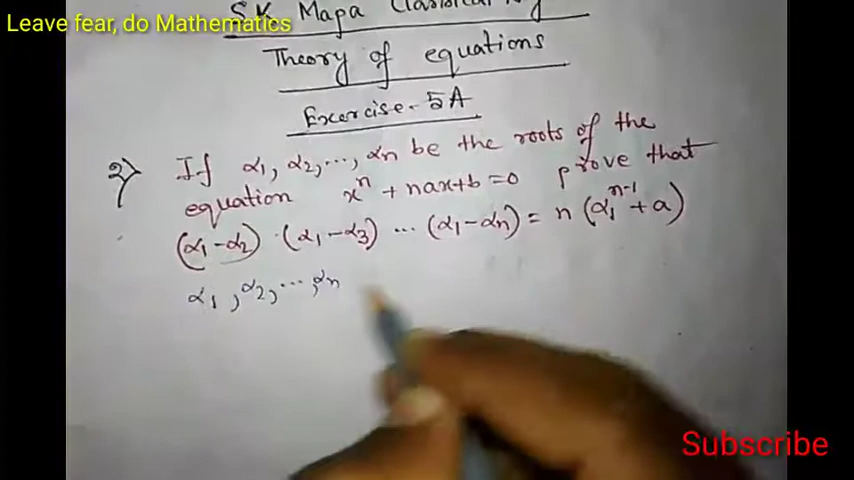 S.K. Mapa Classical
Leave fear, do Mathematics
Theory of equations
Exercise-5A
2) If α1, α2, ..., αn be the roots of the
equation x^n + nax+b=0 prove that
(α1-α2) · (α1-α3) ... (α1-αn) = n (α1^n-1 + a)
α1, α2, ..., αn
Subscribe